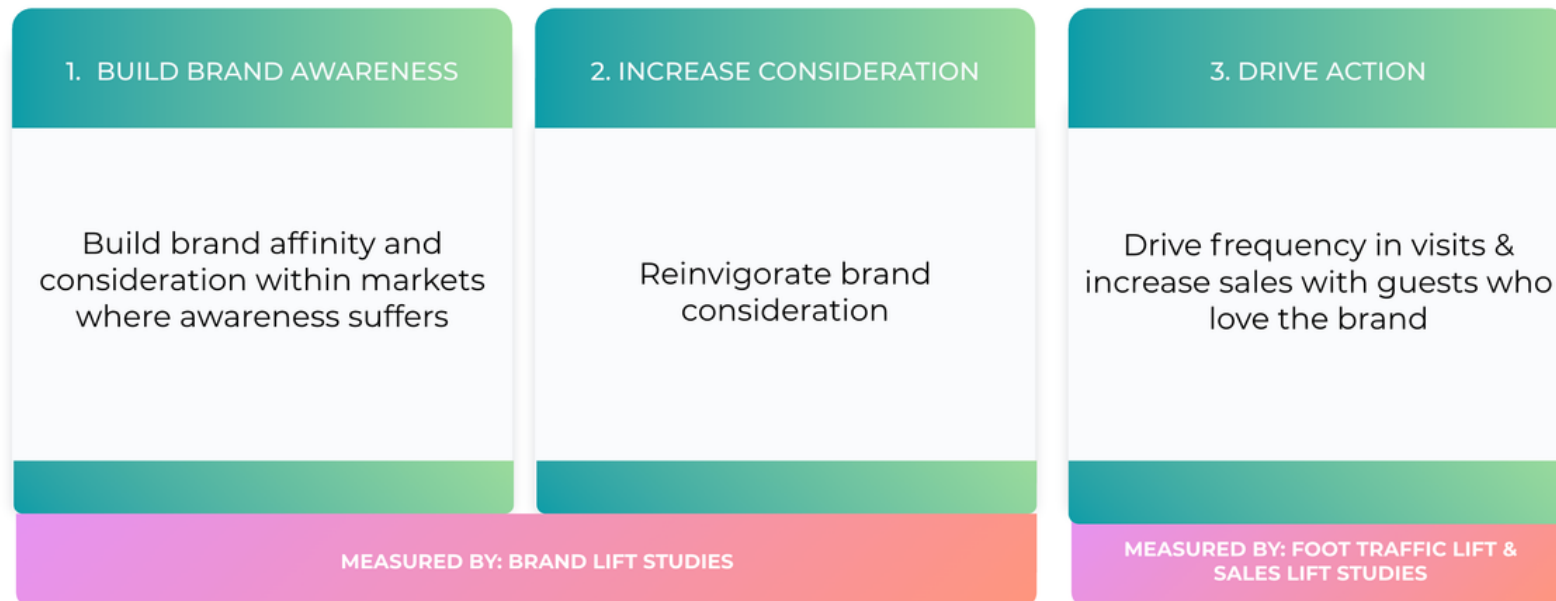 1. BUILD BRAND AWARENESS
Build brand affinity and
consideration within markets
where awareness suffers
2. INCREASE CONSIDERATION
Reinvigorate brand
consideration
MEASURED BY: BRAND LIFT STUDIES
3. DRIVE ACTION
Drive frequency in visits &
increase sales with guests who
love the brand
MEASURED BY: FOOT TRAFFIC LIFT &
SALES LIFT STUDIES